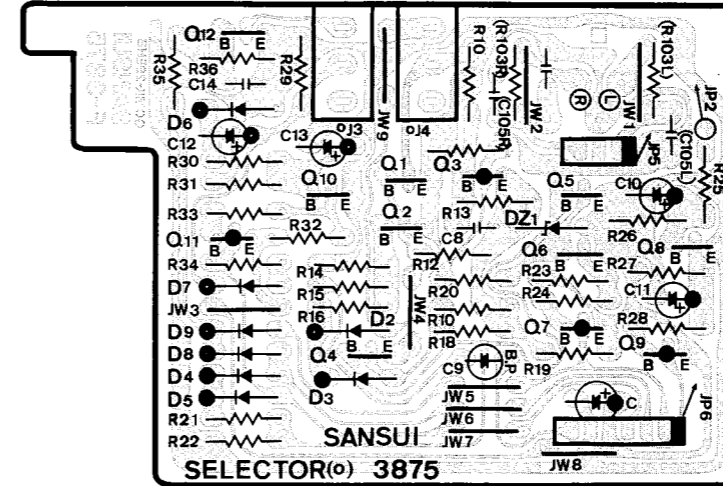 Q12
B E
R35
R36
C14
R29
D6
C12
C13
oJ3
JW9
oJ4
R10
(R103R)
(C105R)
JW2
R
L
JW1
(R103L)
JP2
JP5
(C105L)
R25
R30
R31
R33
Q10
B E
Q1
B E
Q3
B E
Q5
B E
C10
Q2
B E
R13
DZ1
R26
Q11
B E
R32
C8
Q6
B E
Q8
B E
R34
R14
R12
R23
R27
D7
R15
R20
R24
C11
JW3
R16
JW4
R10
D9
D2
R18
Q7
B E
R28
D8
B E
Q4
C9
B.P
R19
Q9
B E
D4
D3
D5
JW5
C
JP6
R21
JW6
R22
SANSUI
JW7
SELECTOR(o) 3875
JW8